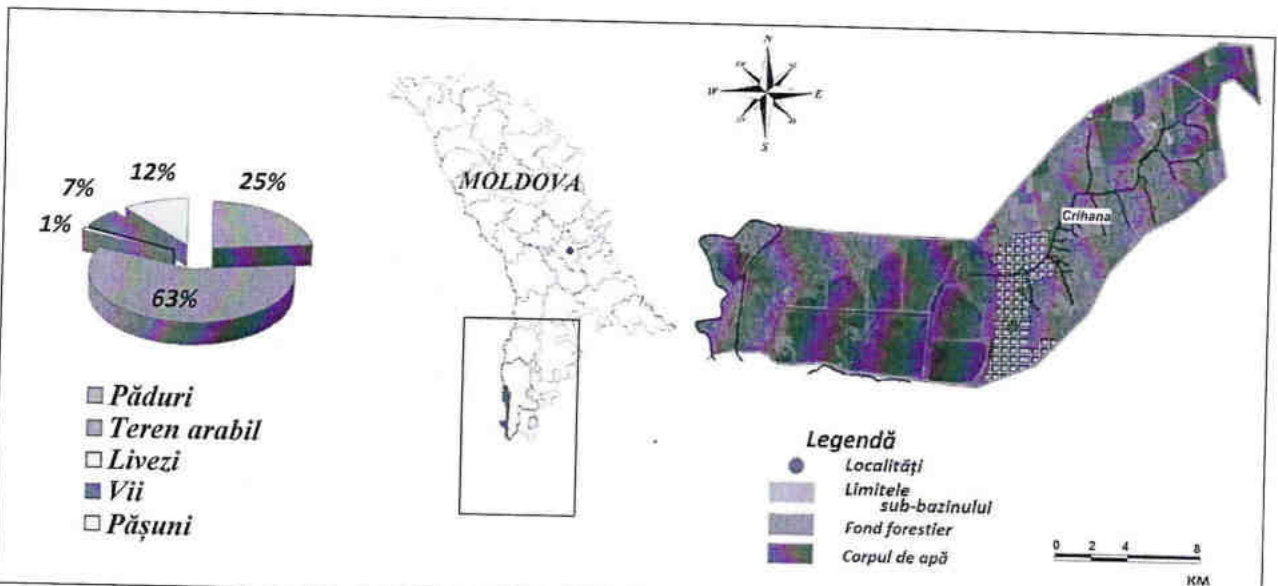 7%
12%
25%
1%
63%
Păduri
Teren arabil
Livezi
Vii
Pășuni
MOLDOVA
N
W
E
S
Crihana
Legendă
Localități
Limitele
sub-bazinului
Fond forestier
Corpul de apă
0 2 4 8
KM